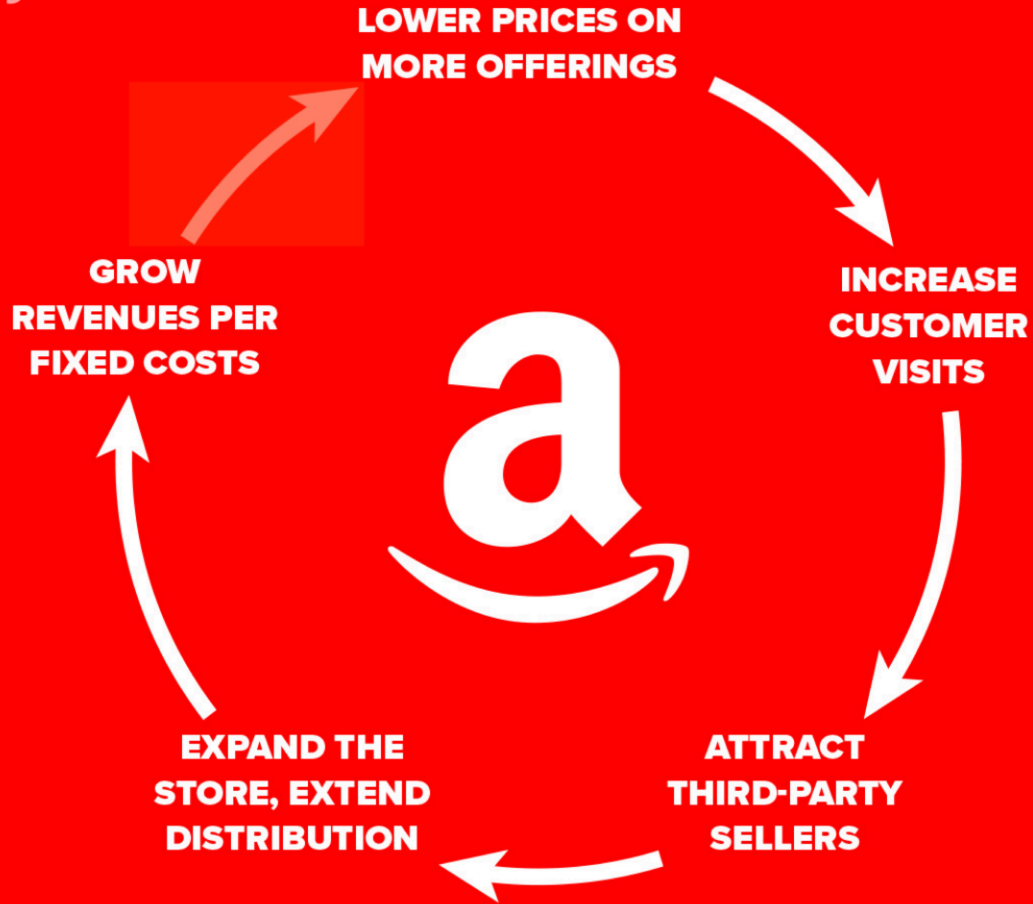 LOWER PRICES ON
MORE OFFERINGS
INCREASE
CUSTOMER
VISITS
ATTRACT
THIRD-PARTY
SELLERS
EXPAND THE
STORE, EXTEND
DISTRIBUTION
GROW
REVENUES PER
FIXED COSTS
a